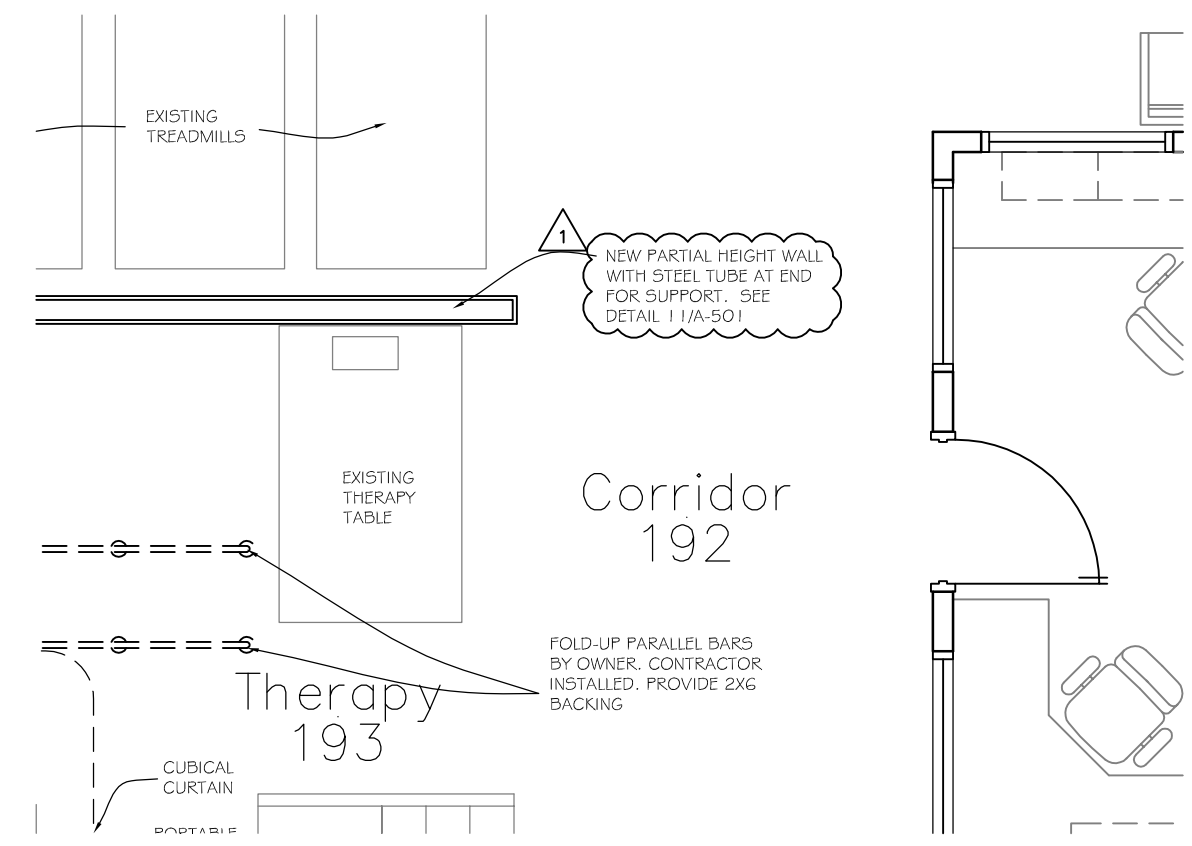 EXISTING
TREADMILLS
1
NEW PARTIAL HEIGHT WALL
WITH STEEL TUBE AT END
FOR SUPPORT. SEE
DETAIL 11/A-501
EXISTING
THERAPY
TABLE
Corridor
192
FOLD-UP PARALLEL BARS
BY OWNER. CONTRACTOR
INSTALLED. PROVIDE 2X6
BACKING
Therapy
193
CUBICAL
CURTAIN
PORTABLE